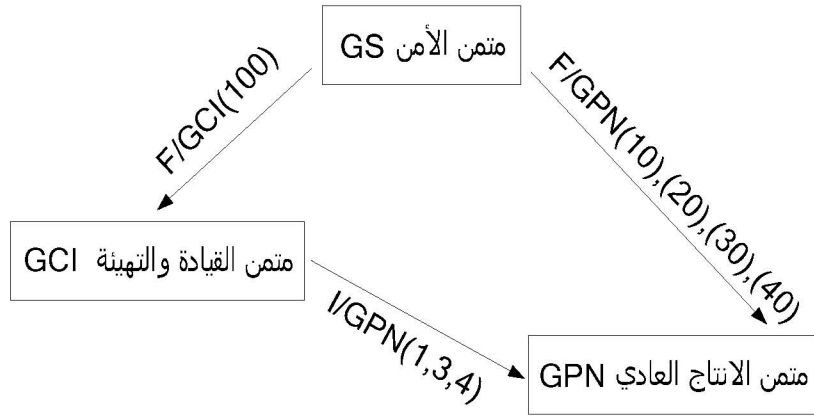 متمن الأمن GS
F/GCI(100)
F/GPN(10),(20),(30),(40)
متمن القيادة والتهيئة GCI
I/GPN(1,3,4)
متمن الانتاج العادي GPN